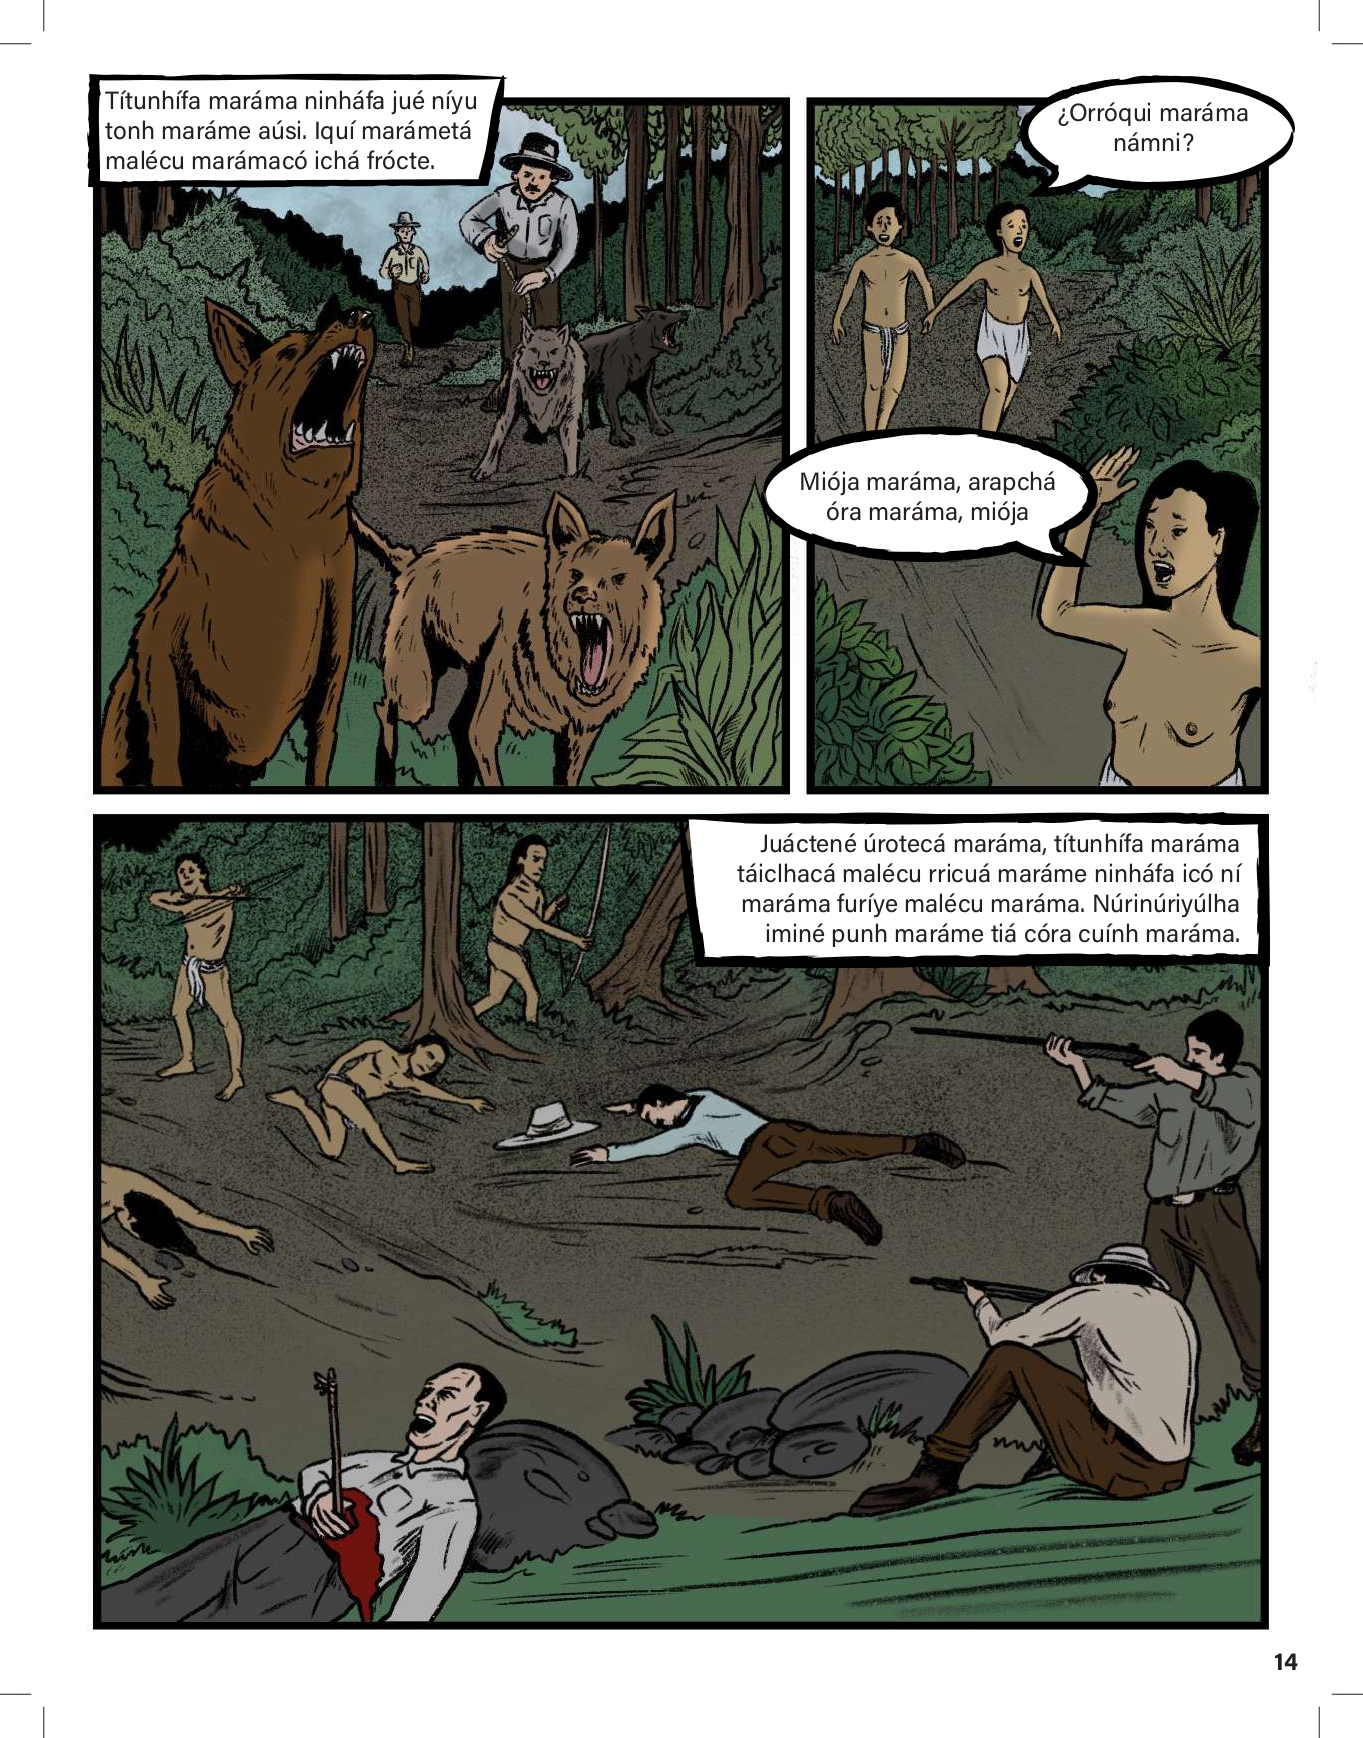 Títunhífa maráma ninháfa jué níyu
tonh maráme aúsi. Iquí marámetá
malécu marámacó ichá frócte.
¿Orróqui maráma
námni?
Miója maráma, arapchá
óra maráma, miója
Juáctené úrotecá maráma, títunhífa maráma
táiclhacá malécu rricuá maráme ninháfa icó ní
maráma furíye malécu maráma. Núrinúriyúlha
iminé punh maráme tiá córa cuính maráma.
14